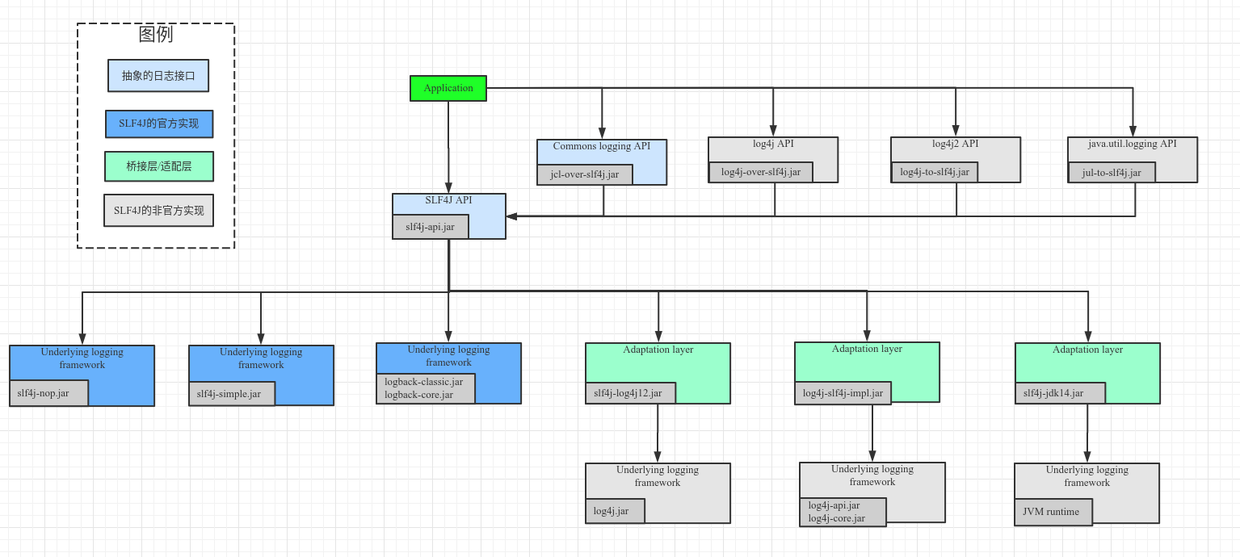 图例
抽象的日志接口
SLF4J的官方实现
桥接层/适配层
SLF4J的非官方实现
Application
Commons logging API
jcl-over-slf4j.jar
log4j API
log4j-over-slf4j.jar
log4j2 API
log4j-to-slf4j.jar
java.util.logging API
jul-to-slf4j.jar
SLF4J API
slf4j-api.jar
Underlying logging
framework
slf4j-nop.jar
Underlying logging
framework
slf4j-simple.jar
Underlying logging
framework
logback-classic.jar
logback-core.jar
Adaptation layer
slf4j-log4j12.jar
Adaptation layer
log4j-slf4j-impl.jar
Adaptation layer
slf4j-jdk14.jar
Underlying logging
framework
log4j.jar
Underlying logging
framework
log4j-api.jar
log4j-core.jar
Underlying logging
framework
JVM runtime